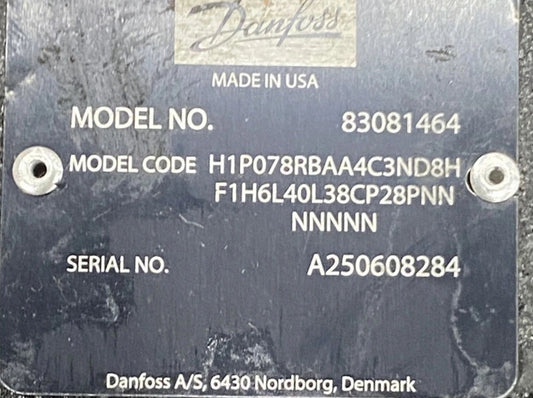 Danfoss
MADE IN USA
MODEL NO. 83081464
MODEL CODE H1P078RBAA4C3ND8H
F1H6L40L38CP28PNN
NNNNN
SERIAL NO. A250608284
Danfoss A/S, 6430 Nordborg, Denmark